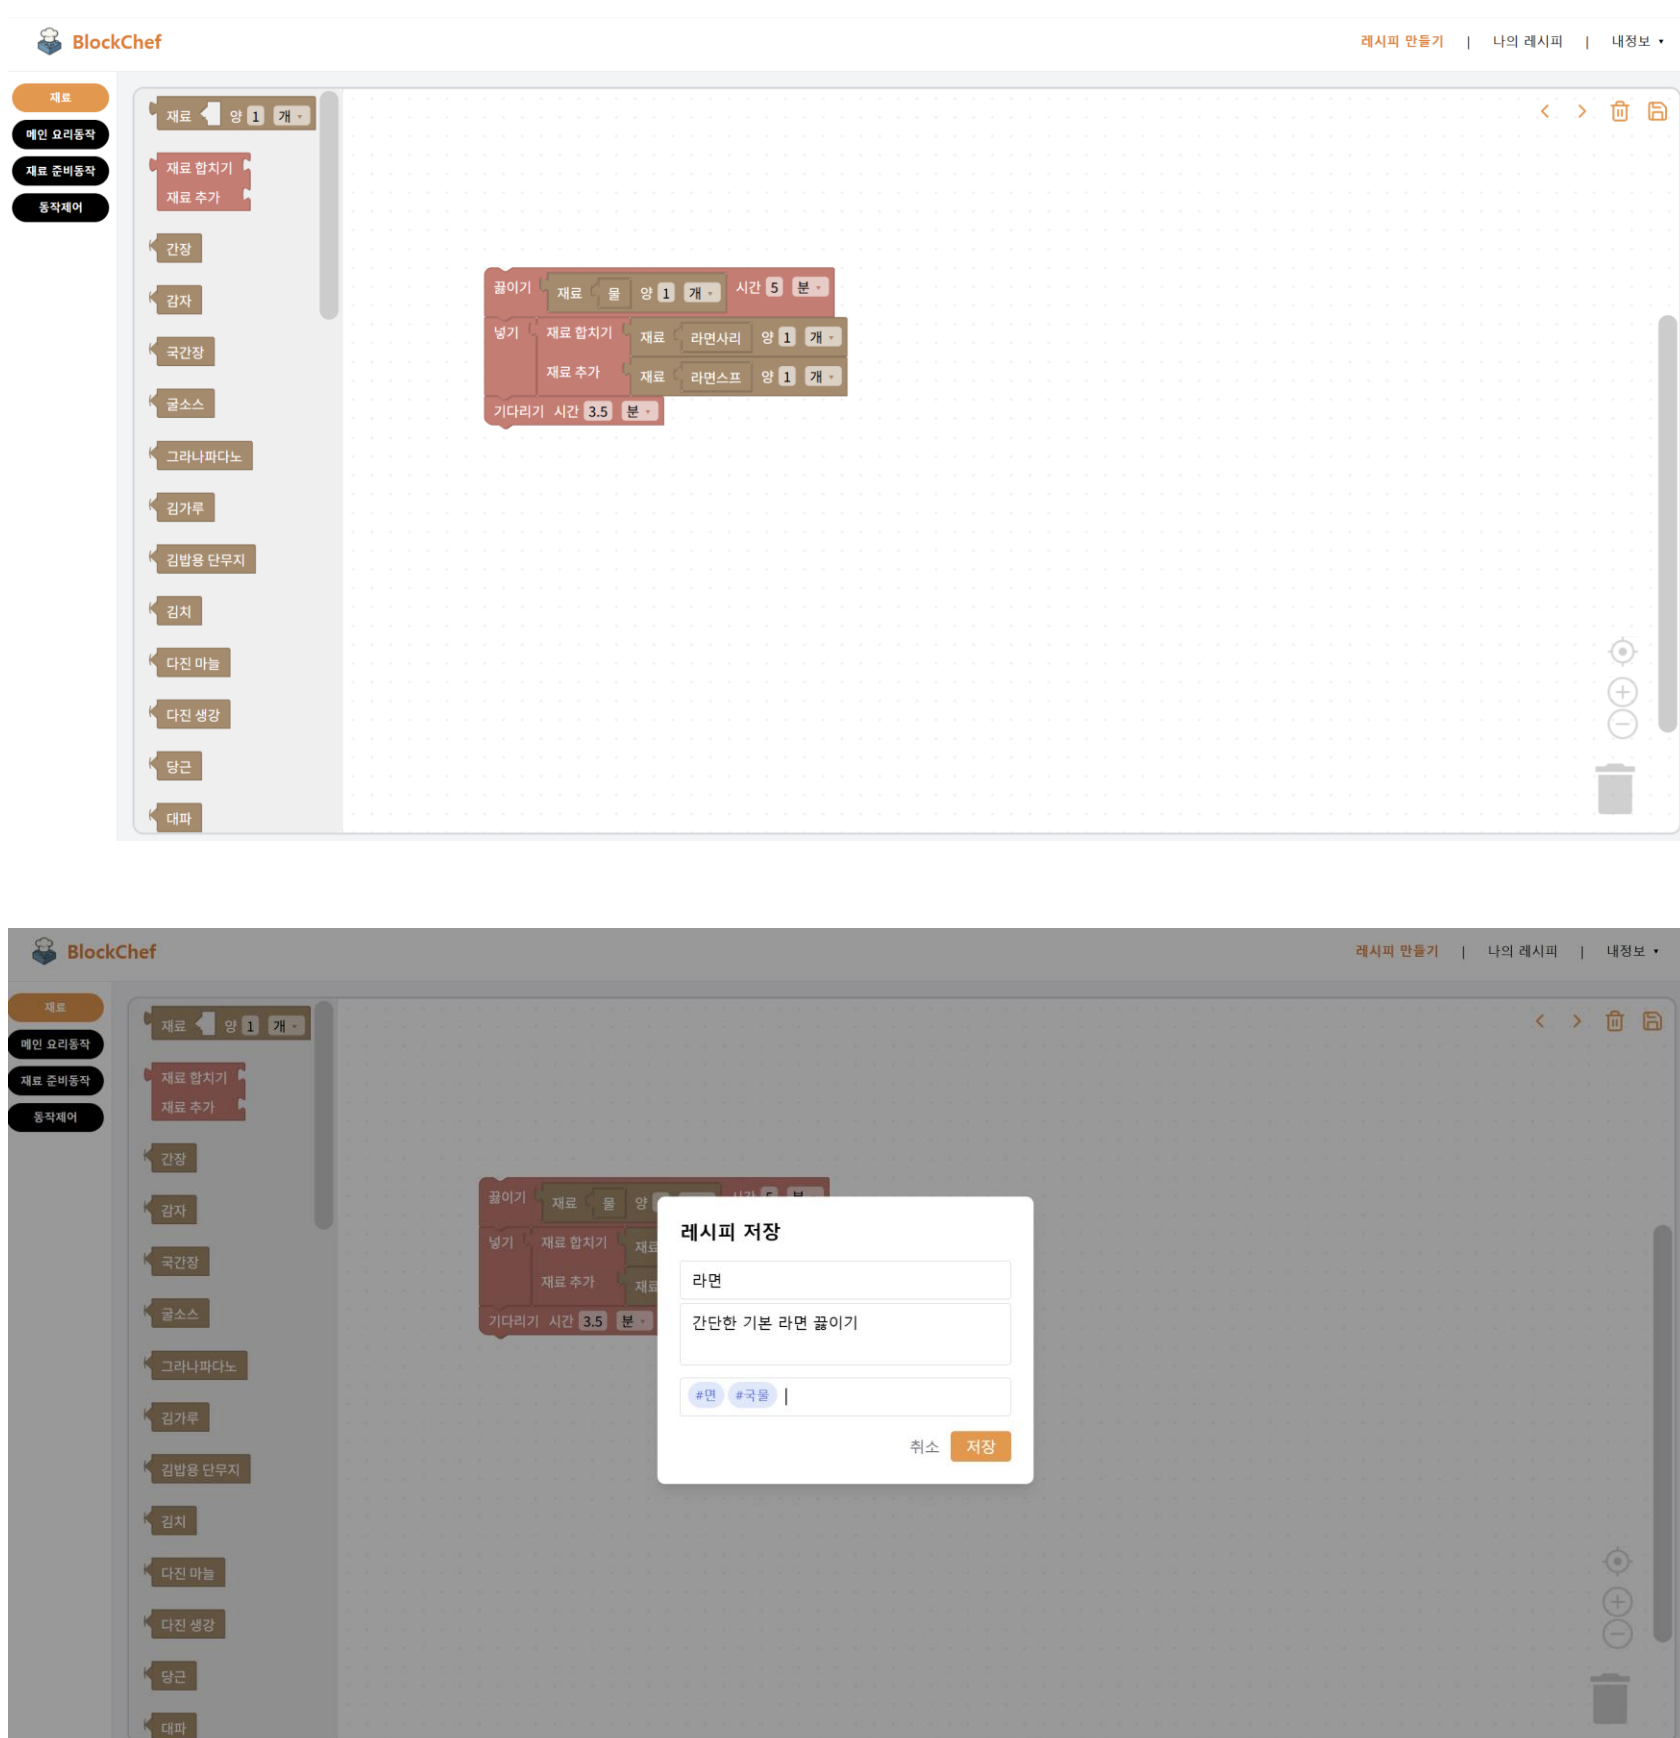 BlockChef
레시피 만들기 | 나의 레시피 | 내정보
재료
메인 요리동작
재료 준비동작
동작제어
재료 양 1 개
재료 합치기
재료 추가
간장
감자
국간장
굴소스
그라나파다노
김가루
김밥용 단무지
김치
다진 마늘
다진 생강
당근
대파
끓이기 재료 물 양 1 개 시간 5 분
넣기 재료 합치기 재료 라면사리 양 1 개
재료 추가 재료 라면스프 양 1 개
기다리기 시간 3.5 분
BlockChef
레시피 만들기 | 나의 레시피 | 내정보
재료
메인 요리동작
재료 준비동작
동작제어
재료 양 1 개
재료 합치기
재료 추가
간장
감자
국간장
굴소스
그라나파다노
김가루
김밥용 단무지
김치
다진 마늘
다진 생강
당근
대파
끓이기 재료 물 양
넣기 재료 합치기 재료
재료 추가 재료
기다리기 시간 3.5 분
레시피 저장
라면
간단한 기본 라면 끓이기
#면 #국물
취소 저장